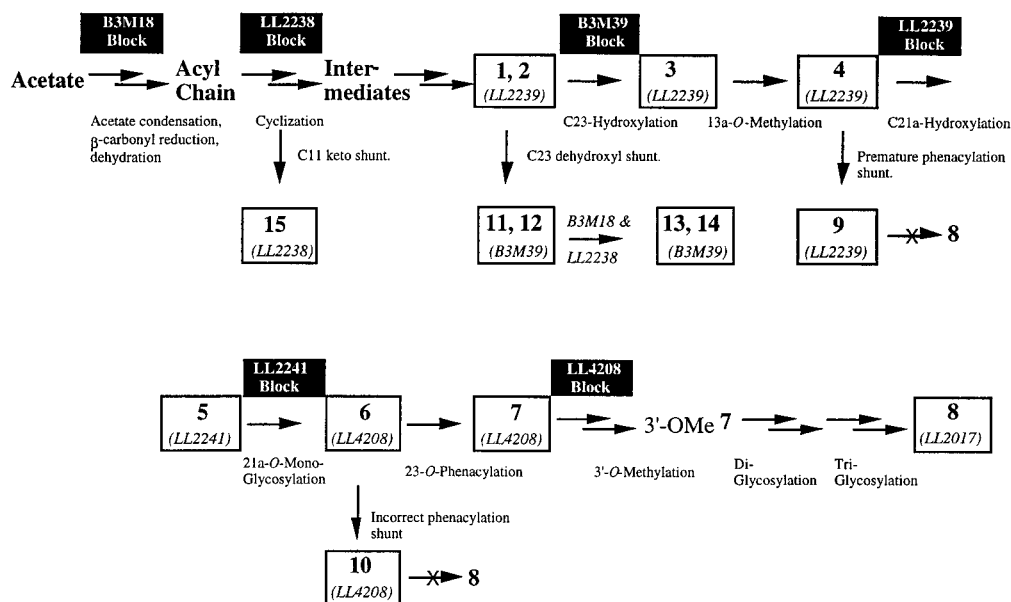 B3M18
Block
LL2238
Block
B3M39
Block
LL2239
Block
Acetate
Acyl
Chain
Inter-
mediates
1, 2
(LL2239)
3
(LL2239)
4
(LL2239)
Acetate condensation,
β-carbonyl reduction,
dehydration
Cyclization
C23-Hydroxylation
13a-O-Methylation
C21a-Hydroxylation
C11 keto shunt.
C23 dehydroxyl shunt.
Premature phenacylation
shunt.
15
(LL2238)
11, 12
(B3M39)
B3M18 &
LL2238
13, 14
(B3M39)
9
(LL2239)
8
LL2241
Block
LL4208
Block
5
(LL2241)
6
(LL4208)
7
(LL4208)
3'-OMe 7
8
(LL2017)
21a-O-Mono-
Glycosylation
23-O-Phenacylation
3'-O-Methylation
Di-
Glycosylation
Tri-
Glycosylation
Incorrect phenacylation
shunt
10
(LL4208)
8